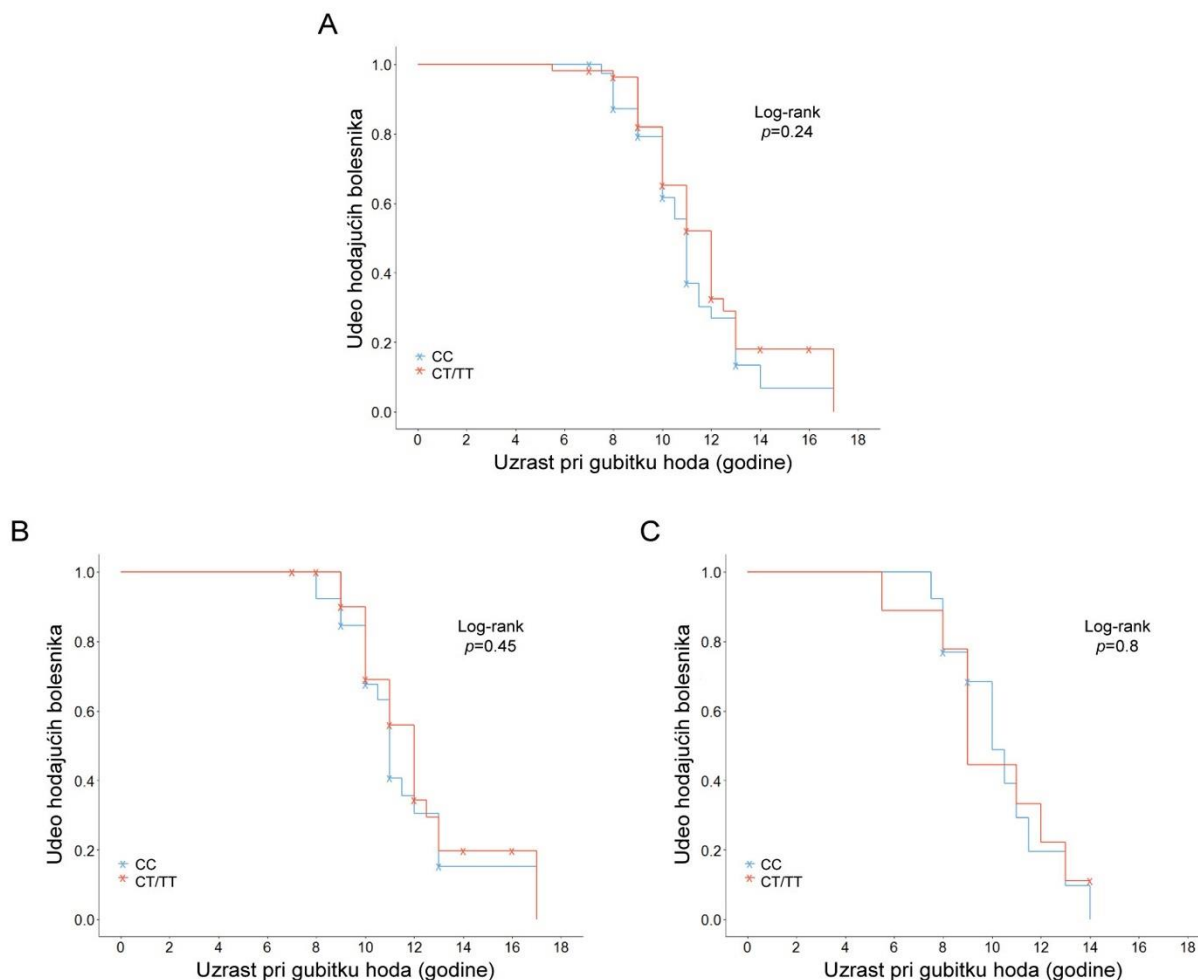 A
Log-rank
p=0.24
Udeo hodajućih bolesnika
1.0
0.8
0.6
0.4
0.2
0.0
CC
CT/TT
0 2 4 6 8 10 12 14 16 18
Uzrast pri gubitku hoda (godine)
B
Log-rank
p=0.45
Udeo hodajućih bolesnika
1.0
0.8
0.6
0.4
0.2
0.0
CC
CT/TT
0 2 4 6 8 10 12 14 16 18
Uzrast pri gubitku hoda (godine)
C
Log-rank
p=0.8
Udeo hodajućih bolesnika
1.0
0.8
0.6
0.4
0.2
0.0
CC
CT/TT
0 2 4 6 8 10 12 14 16 18
Uzrast pri gubitku hoda (godine)